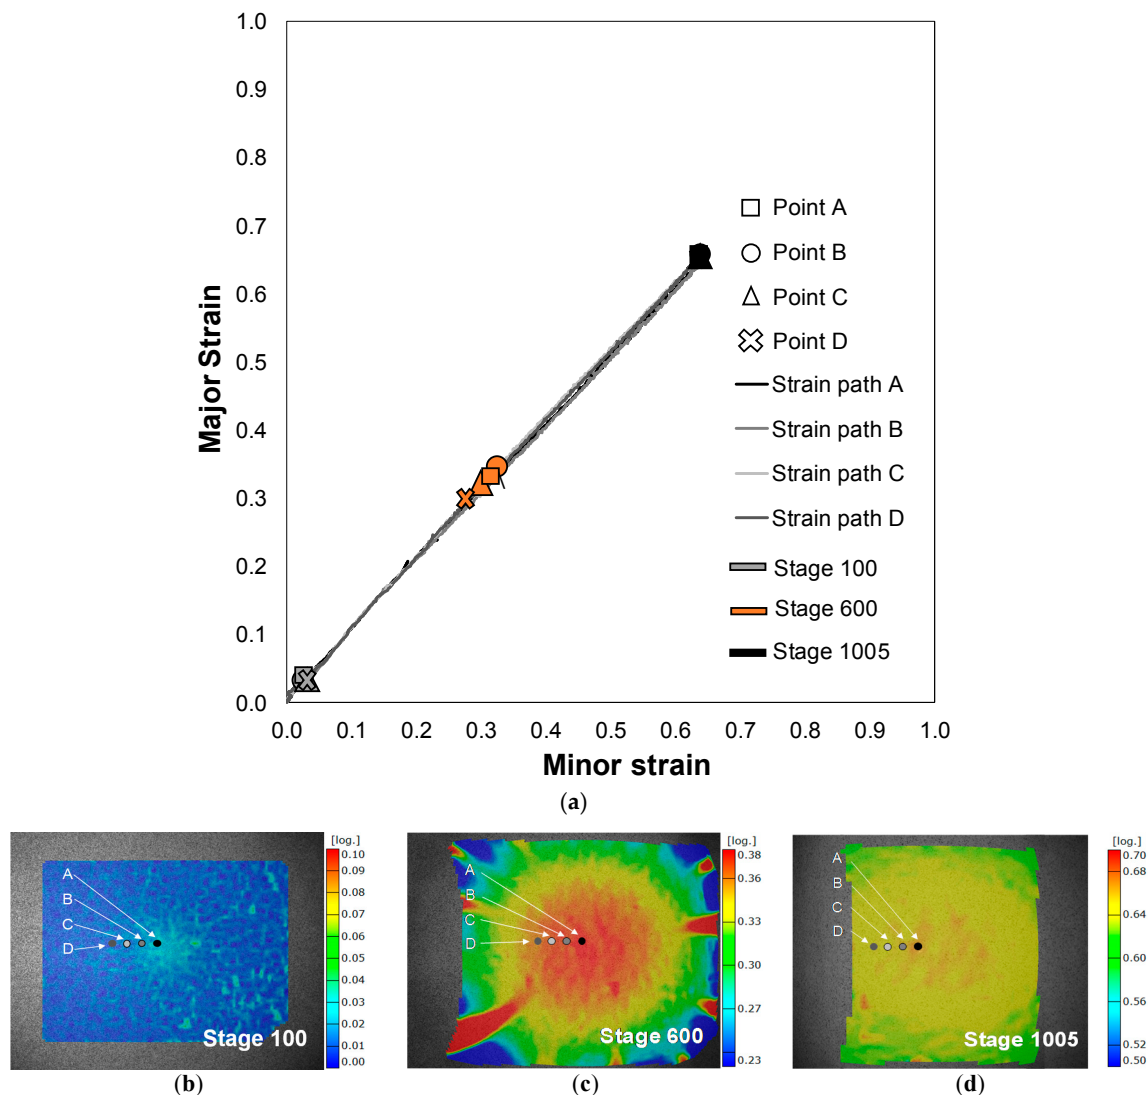 1.0
0.9
0.8
0.7
0.6
0.5
0.4
0.3
0.2
0.1
0.0
Major Strain
Point A
Point B
Point C
Point D
Strain path A
Strain path B
Strain path C
Strain path D
Stage 100
Stage 600
Stage 1005
0.0 0.1 0.2 0.3 0.4 0.5 0.6 0.7 0.8 0.9 1.0
Minor strain
(a)
A
B
C
D
Stage 100
[log.]
0.10
0.08
0.07
0.06
0.05
0.04
0.03
0.02
0.01
0.00
(b)
A
B
C
D
Stage 600
[log.]
0.38
0.36
0.33
0.30
0.27
0.23
(c)
A
B
C
D
Stage 1005
[log.]
0.70
0.68
0.64
0.60
0.56
0.52
0.50
(d)